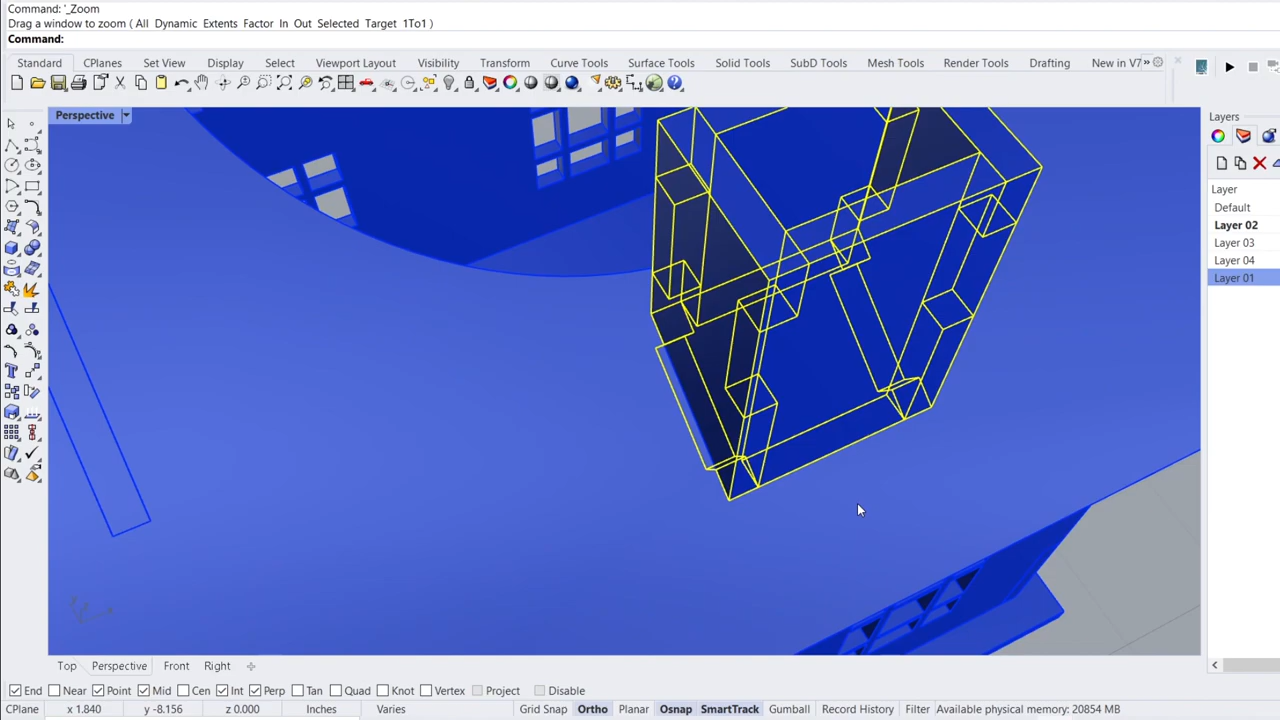 Command: '_Zoom
Drag a window to zoom ( All Dynamic Extents Factor In Out Selected Target 1To1 )
Command:
Standard CPlanes Set View Display Select Viewport Layout Visibility Transform Curve Tools Surface Tools Solid Tools SubD Tools Mesh Tools Render Tools Drafting New in V7 »
Perspective
Layers
Layer
Default
Layer 02
Layer 03
Layer 04
Layer 01
Top Perspective Front Right
End Near Point Mid Cen Int Perp Tan Quad Knot Vertex Project Disable
CPlane x 1.840 y -8.156 z 0.000 Inches Varies Grid Snap Ortho Planar Osnap SmartTrack Gumball Record History Filter Available physical memory: 20854 MB